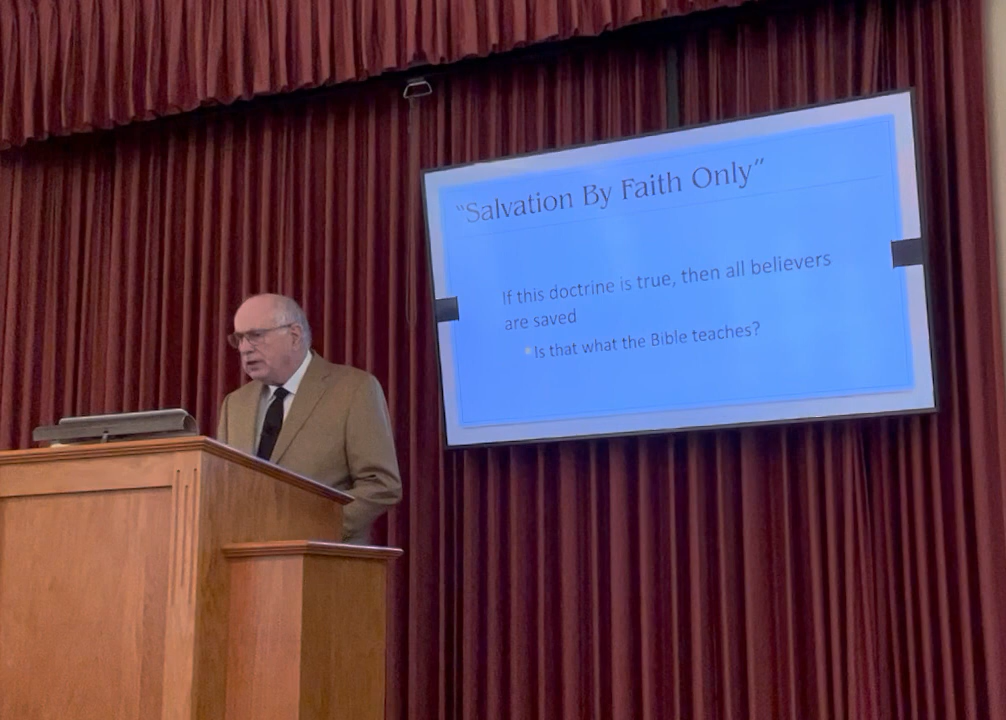 “Salvation By Faith Only”
If this doctrine is true, then all believers
are saved
Is that what the Bible teaches?